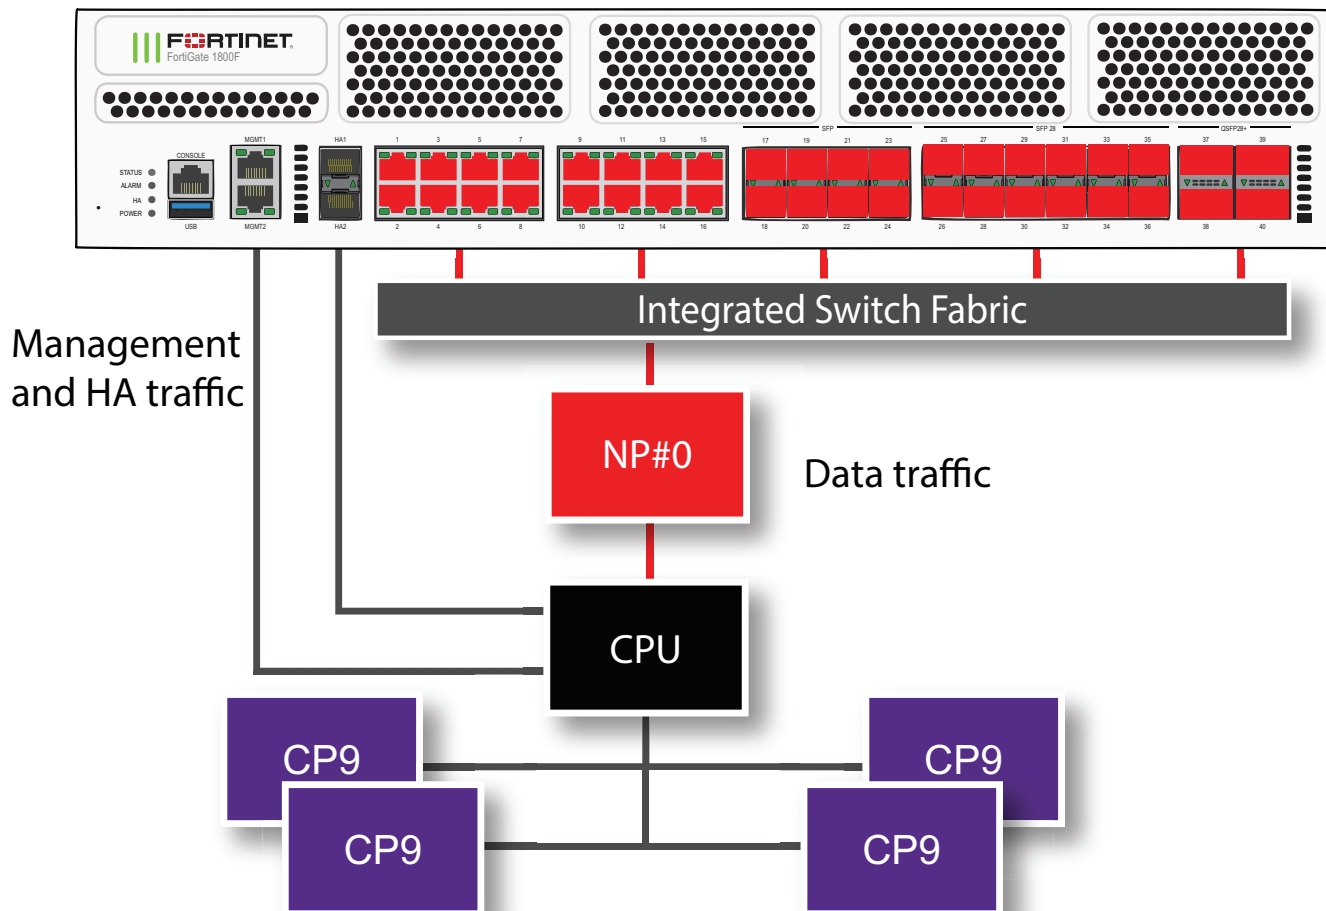 FORTINET
FortiGate 1800F
SFP SFP 28 QSFP28+
MGMT1 HA1 1 3 5 7 9 11 13 15 17 19 21 23 25 27 29 31 33 35 37 39
CONSOLE
STATUS
ALARM
HA
POWER
USB MGMT2 HA2 2 4 6 8 10 12 14 16 18 20 22 24 26 28 30 32 34 36 38 40
Integrated Switch Fabric
Management
and HA traffic
NP#0
Data traffic
CPU
CP9 CP9
CP9 CP9